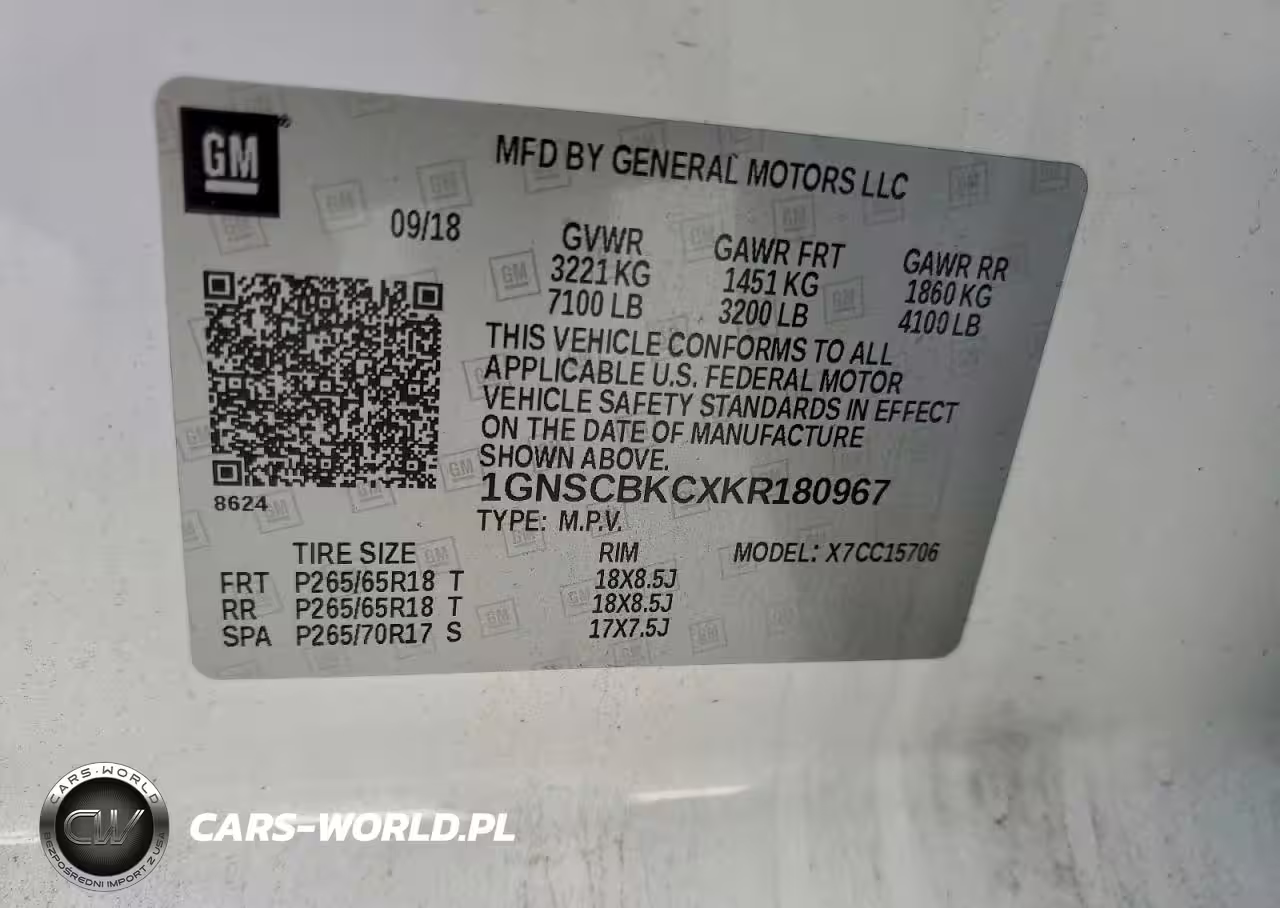 GM®
MFD BY GENERAL MOTORS LLC
09/18
GVWR
3221 KG
7100 LB
GAWR FRT
1451 KG
3200 LB
GAWR RR
1860 KG
4100 LB
THIS VEHICLE CONFORMS TO ALL
APPLICABLE U.S. FEDERAL MOTOR
VEHICLE SAFETY STANDARDS IN EFFECT
ON THE DATE OF MANUFACTURE
SHOWN ABOVE.
1GNSCBKCXKR180967
8624
TYPE: M.P.V.
TIRE SIZE RIM MODEL: X7CC15706
FRT P265/65R18 T 18X8.5J
RR P265/65R18 T 18X8.5J
SPA P265/70R17 S 17X7.5J
CARS-WORLD
CW
BEZPOŚREDNI IMPORT Z USA
CARS-WORLD.PL